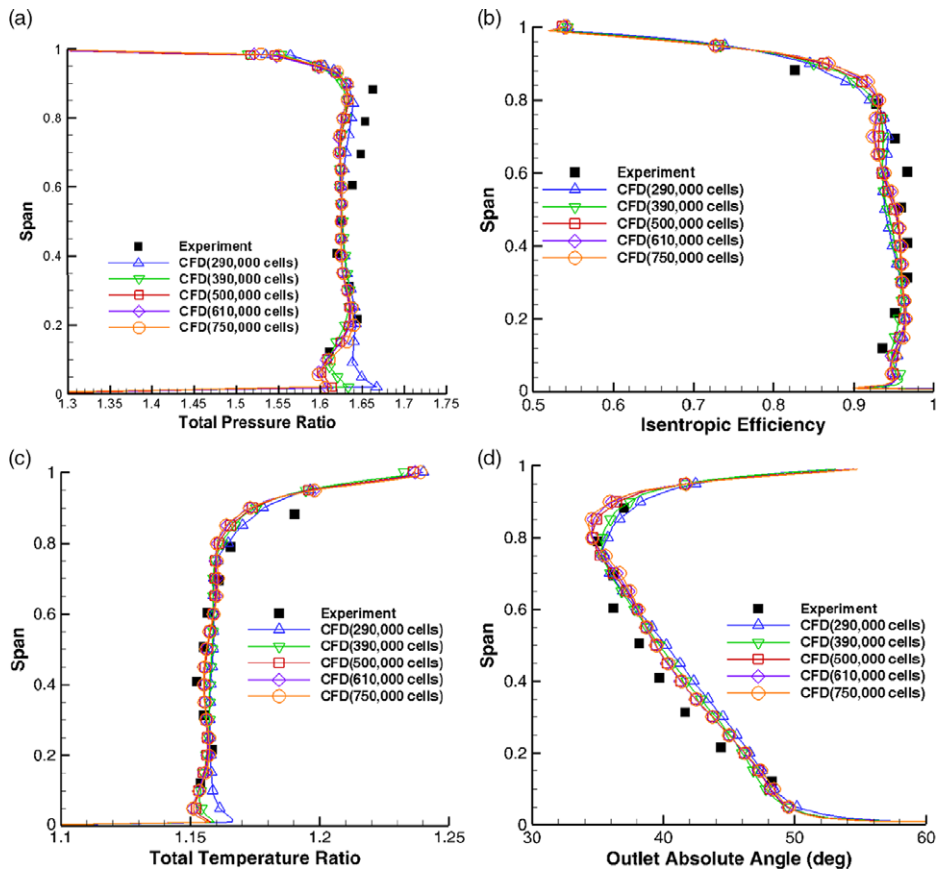 (a)
1
0.8
0.6
0.4
0.2
0
Span
1.3 1.35 1.4 1.45 1.5 1.55 1.6 1.65 1.7 1.75
Total Pressure Ratio
Experiment
CFD(290,000 cells)
CFD(390,000 cells)
CFD(500,000 cells)
CFD(610,000 cells)
CFD(750,000 cells)
(b)
1
0.8
0.6
0.4
0.2
0
Span
0.5 0.6 0.7 0.8 0.9 1
Isentropic Efficiency
Experiment
CFD(290,000 cells)
CFD(390,000 cells)
CFD(500,000 cells)
CFD(610,000 cells)
CFD(750,000 cells)
(c)
1
0.8
0.6
0.4
0.2
0
Span
1.1 1.15 1.2 1.25
Total Temperature Ratio
Experiment
CFD(290,000 cells)
CFD(390,000 cells)
CFD(500,000 cells)
CFD(610,000 cells)
CFD(750,000 cells)
(d)
1
0.8
0.6
0.4
0.2
0
Span
30 40 50 60
Outlet Absolute Angle (deg)
Experiment
CFD(290,000 cells)
CFD(390,000 cells)
CFD(500,000 cells)
CFD(610,000 cells)
CFD(750,000 cells)